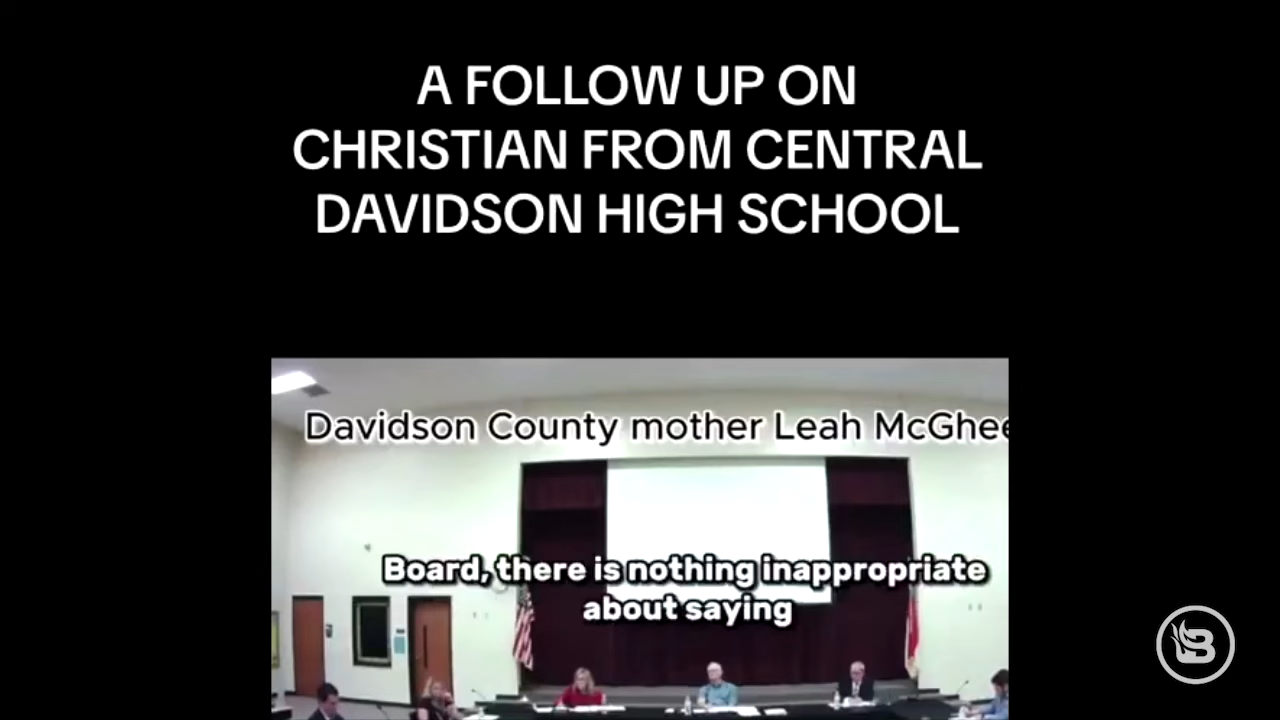 A FOLLOW UP ON
CHRISTIAN FROM CENTRAL
DAVIDSON HIGH SCHOOL
Davidson County mother Leah McGhee
Board, there is nothing inappropriate
about saying
B